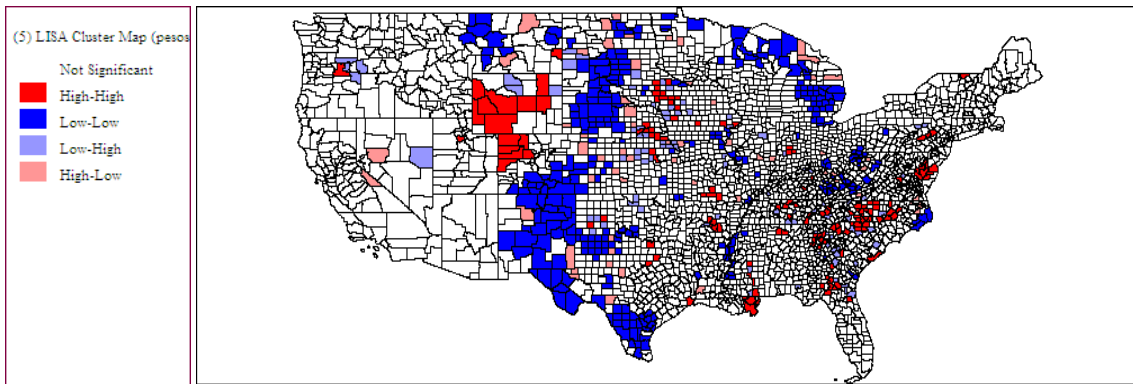 (5) LISA Cluster Map (pesos
Not Significant
High-High
Low-Low
Low-High
High-Low